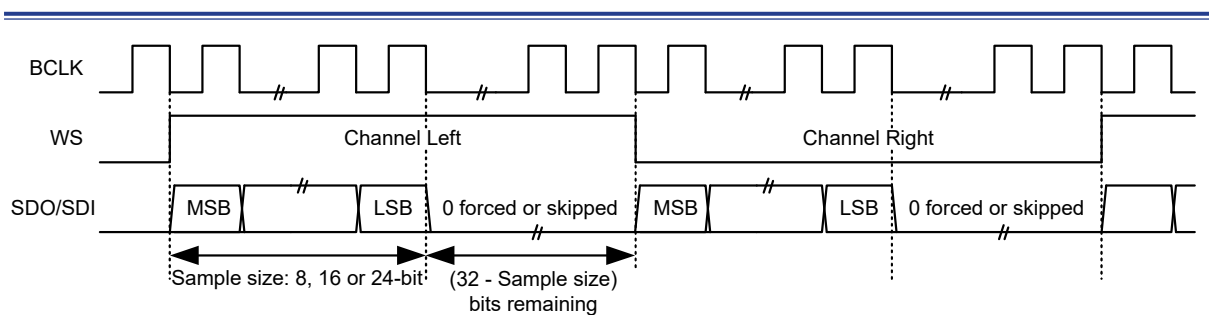 BCLK
WS
Channel Left
Channel Right
SDO/SDI
MSB
LSB
0 forced or skipped
MSB
LSB
0 forced or skipped
Sample size: 8, 16 or 24-bit
(32 - Sample size)
bits remaining